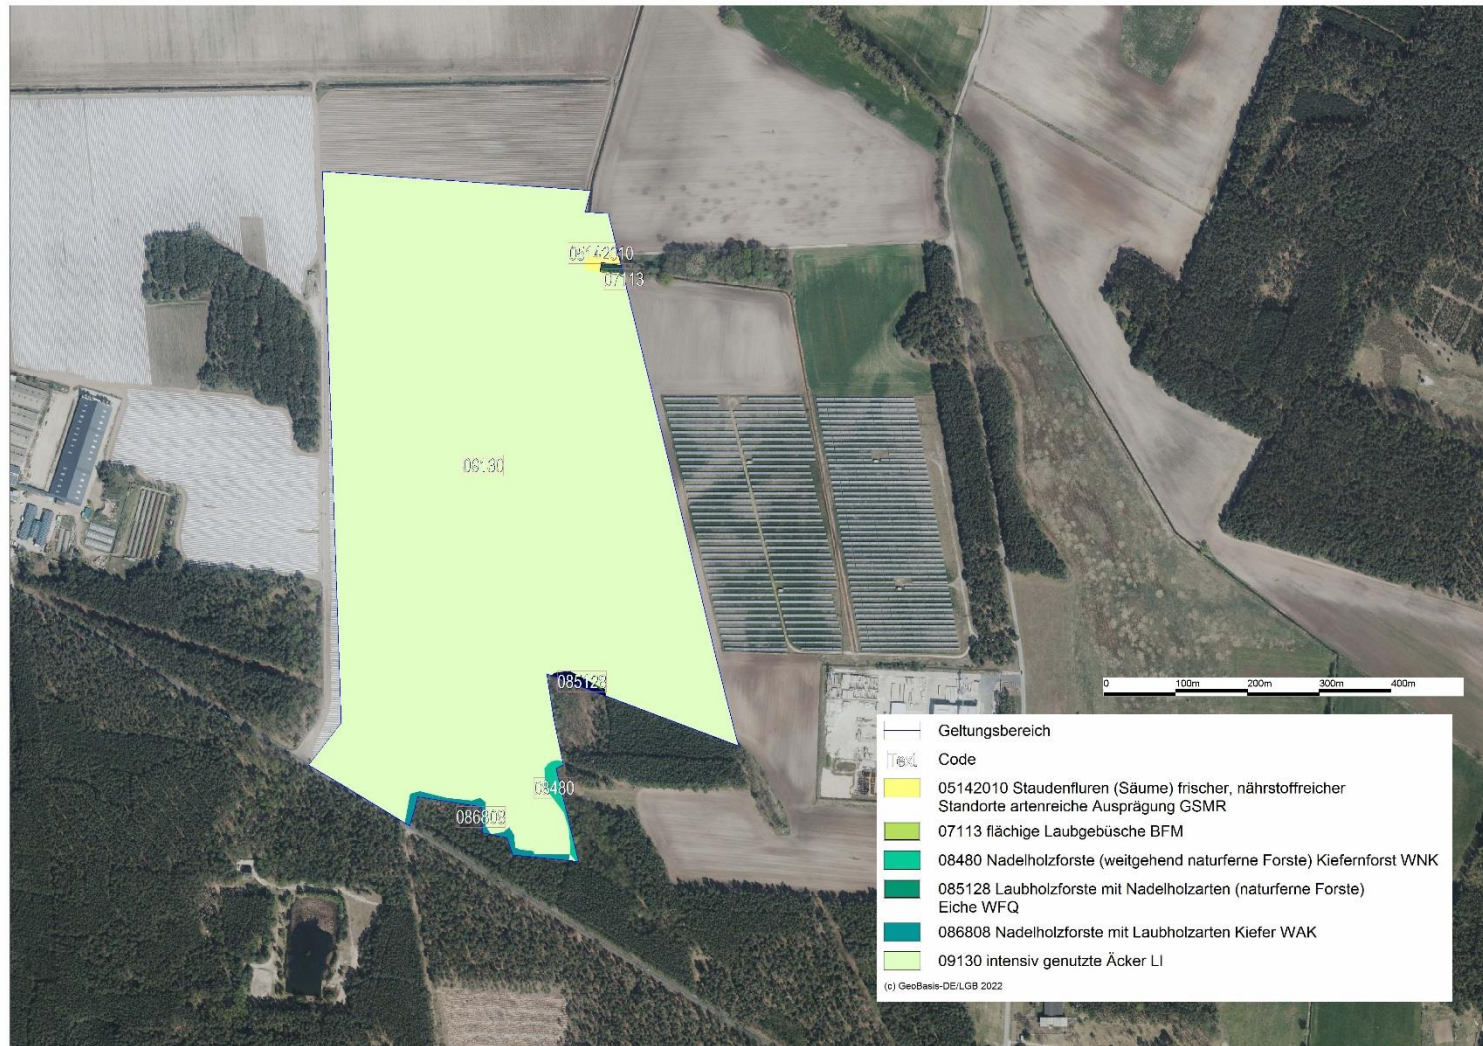 05142010
07113
09130
085128
08480
086808
0 100m 200m 300m 400m
Geltungsbereich
Text Code
05142010 Staudenfluren (Säume) frischer, nährstoffreicher
Standorte artenreiche Ausprägung GSMR
07113 flächige Laubgebüsche BFM
08480 Nadelholzforste (weitgehend naturferne Forste) Kiefernforst WNK
085128 Laubholzforste mit Nadelholzarten (naturferne Forste)
Eiche WFQ
086808 Nadelholzforste mit Laubholzarten Kiefer WAK
09130 intensiv genutzte Äcker LI
(c) GeoBasis-DE/LGB 2022